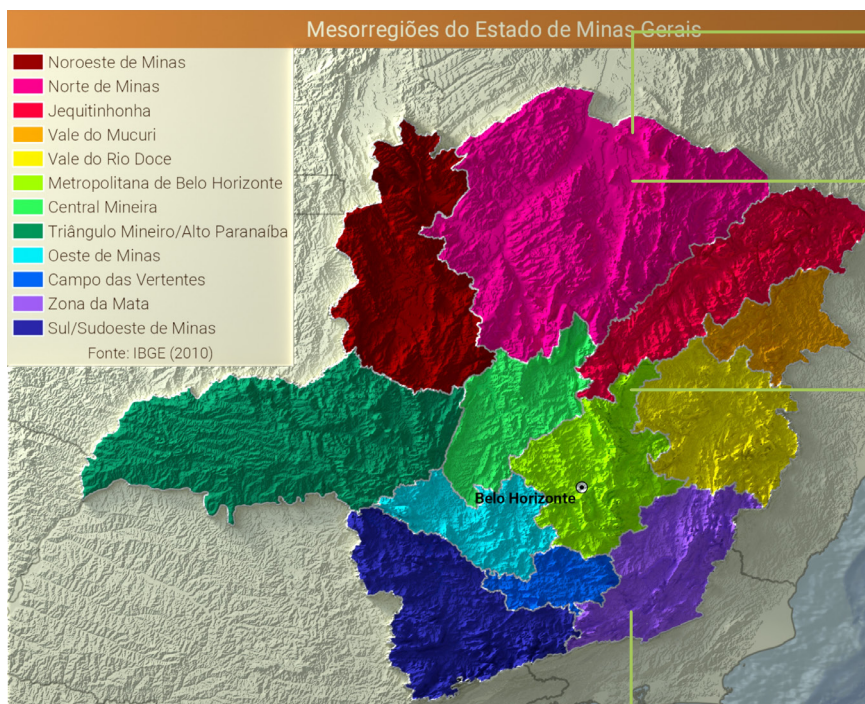 Mesorregiões do Estado de Minas Gerais
Noroeste de Minas
Norte de Minas
Jequitinhonha
Vale do Mucuri
Vale do Rio Doce
Metropolitana de Belo Horizonte
Central Mineira
Triângulo Mineiro/Alto Paranaíba
Oeste de Minas
Campo das Vertentes
Zona da Mata
Sul/Sudoeste de Minas
Fonte: IBGE (2010)
Belo Horizonte